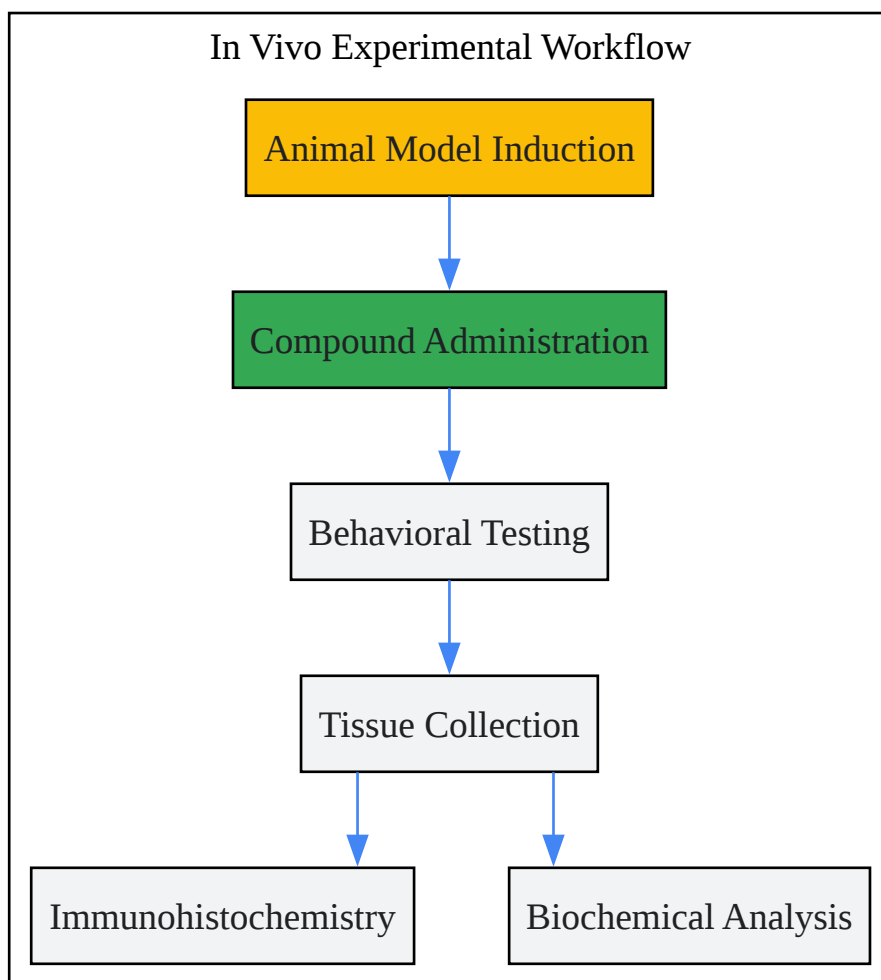 In Vivo Experimental Workflow
Animal Model Induction
Compound Administration
Behavioral Testing
Tissue Collection
Immunohistochemistry
Biochemical Analysis